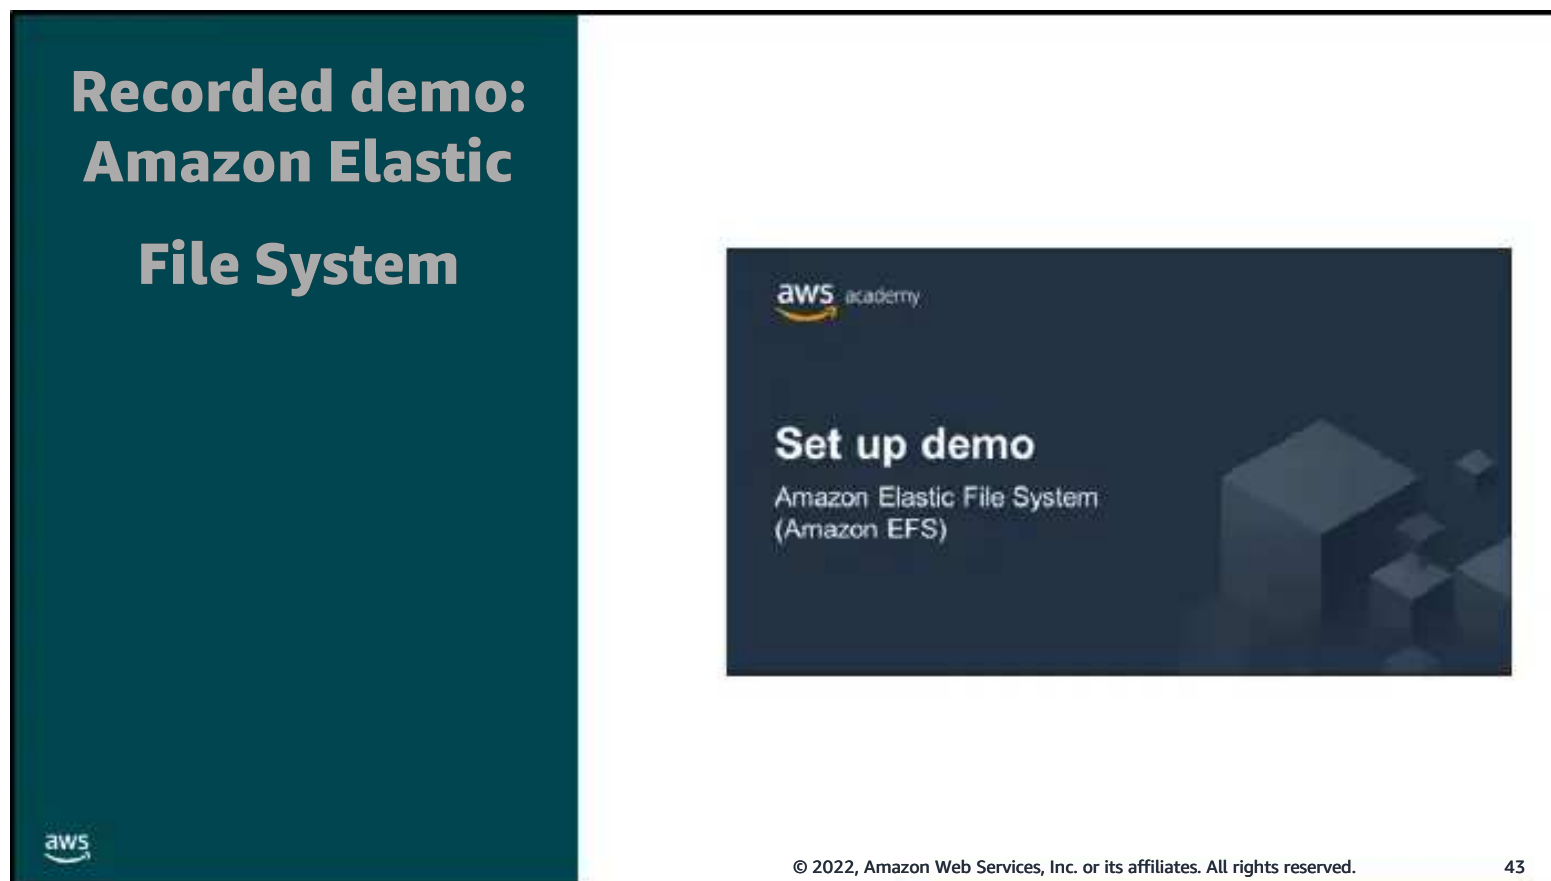 Recorded demo:
Amazon Elastic
File System
aws academy
Set up demo
Amazon Elastic File System
(Amazon EFS)
aws
© 2022, Amazon Web Services, Inc. or its affiliates. All rights reserved.
43